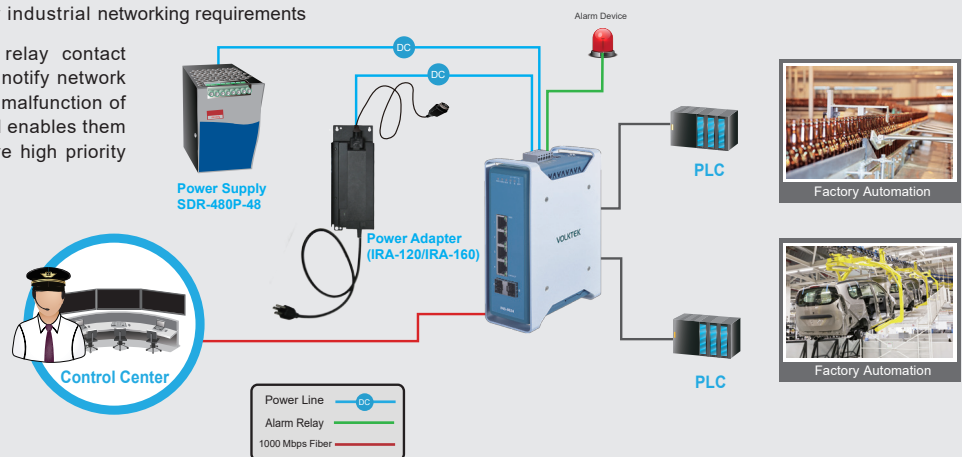 industrial networking requirements
relay contact
notify network
malfunction of
enables them
high priority
Alarm Device
DC
DC
Power Supply
SDR-480P-48
Power Adapter
(IRA-120/IRA-160)
VOLKTEK
PLC
Factory Automation
PLC
Factory Automation
Control Center
Power Line
DC
Alarm Relay
1000 Mbps Fiber